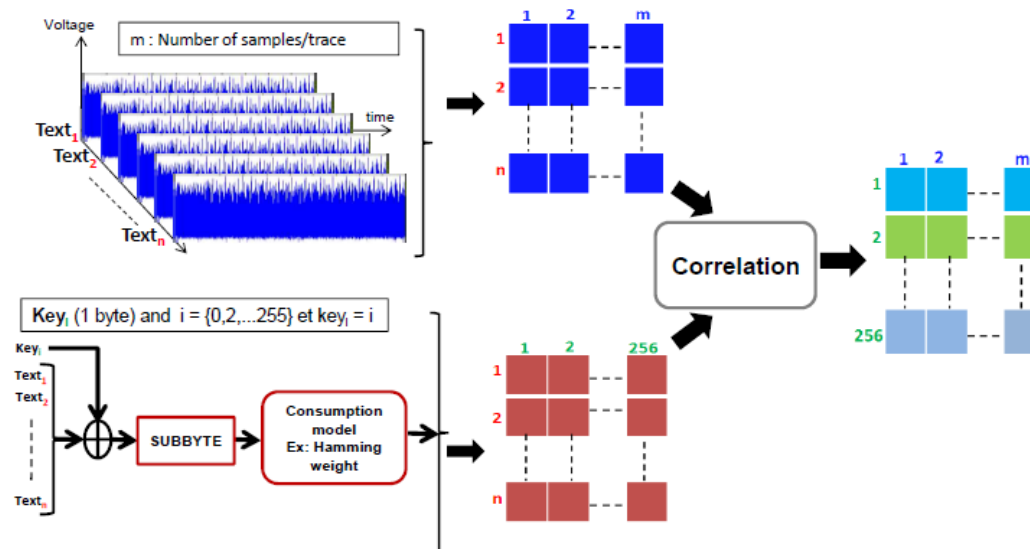 Voltage
m : Number of samples/trace
time
Text1
Text2
Textn
1 2 m
1
2
n
Correlation
1 2 m
1
2
256
Keyi (1 byte) and i = {0,2,...255} et keyi = i
Keyi
Text1
Text2
Textn
SUBBYTE
Consumption
model
Ex: Hamming
weight
1 2 256
1
2
n